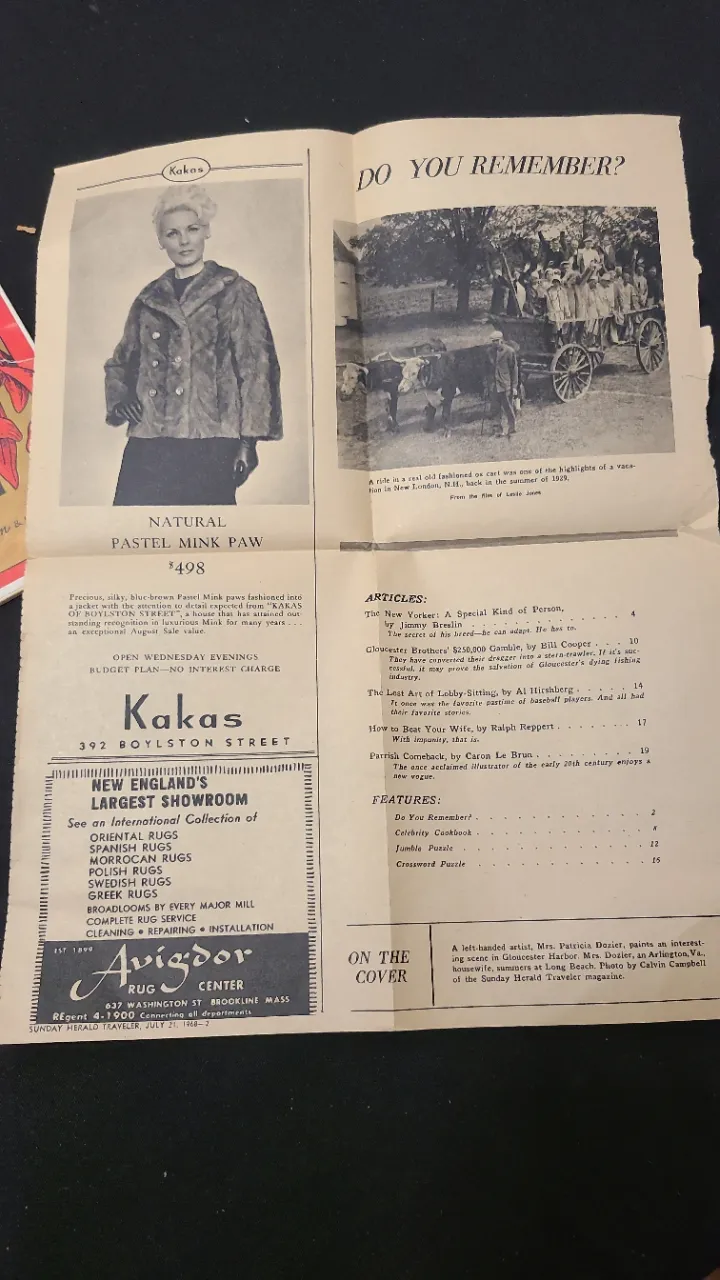 Kakas
NATURAL
PASTEL MINK PAW
$498
Precious, silky, blue-brown Pastel Mink paws fashioned into
a jacket with the attention to detail expected from "KAKAS
OF BOYLSTON STREET", a house that has attained out-
standing recognition in luxurious Mink for many years . . .
an exceptional August Sale value.
OPEN WEDNESDAY EVENINGS
BUDGET PLAN—NO INTEREST CHARGE
Kakas
392 BOYLSTON STREET
NEW ENGLAND'S
LARGEST SHOWROOM
See an International Collection of
ORIENTAL RUGS
SPANISH RUGS
MORROCAN RUGS
POLISH RUGS
SWEDISH RUGS
GREEK RUGS
BROADLOOMS BY EVERY MAJOR MILL
COMPLETE RUG SERVICE
CLEANING • REPAIRING • INSTALLATION
EST 1899
Avigdor
RUG CENTER
637 WASHINGTON ST BROOKLINE MASS
REgent 4-1900 Connecting all departments
SUNDAY HERALD TRAVELER, JULY 21, 1968—2
DO YOU REMEMBER?
A ride in a real old fashioned ox cart was one of the highlights of a vaca-
tion in New London, N.H., back in the summer of 1929.
From the files of Leslie Jones
ARTICLES:
The New Yorker: A Special Kind of Person,
by Jimmy Breslin . . . . . . . . . . . . 4
The secret of his breed—he can adapt. He has to.
Gloucester Brothers' $250,000 Gamble, by Bill Cooper . . . 10
They have converted their dragger into a stern-trawler. If it's suc-
cessful, it may prove the salvation of Gloucester's dying fishing
industry.
The Lost Art of Lobby-Sitting, by Al Hirshberg . . . . . 14
It once was the favorite pastime of baseball players. And all had
their favorite stories.
How to Beat Your Wife, by Ralph Reppert . . . . . . . . 17
With impunity, that is.
Parrish Comeback, by Caron Le Brun . . . . . . . . . 19
The once acclaimed illustrator of the early 20th century enjoys a
new vogue.
FEATURES:
Do You Remember? . . . . . . . . . . . . 2
Celebrity Cookbook . . . . . . . . . . . . 8
Jumble Puzzle . . . . . . . . . . . . 12
Crossword Puzzle . . . . . . . . . . . . 16
ON THE
COVER
A left-handed artist, Mrs. Patricia Dozier, paints an interest-
ing scene in Gloucester Harbor. Mrs. Dozier, an Arlington, Va.,
housewife, summers at Long Beach. Photo by Calvin Campbell
of the Sunday Herald Traveler magazine.